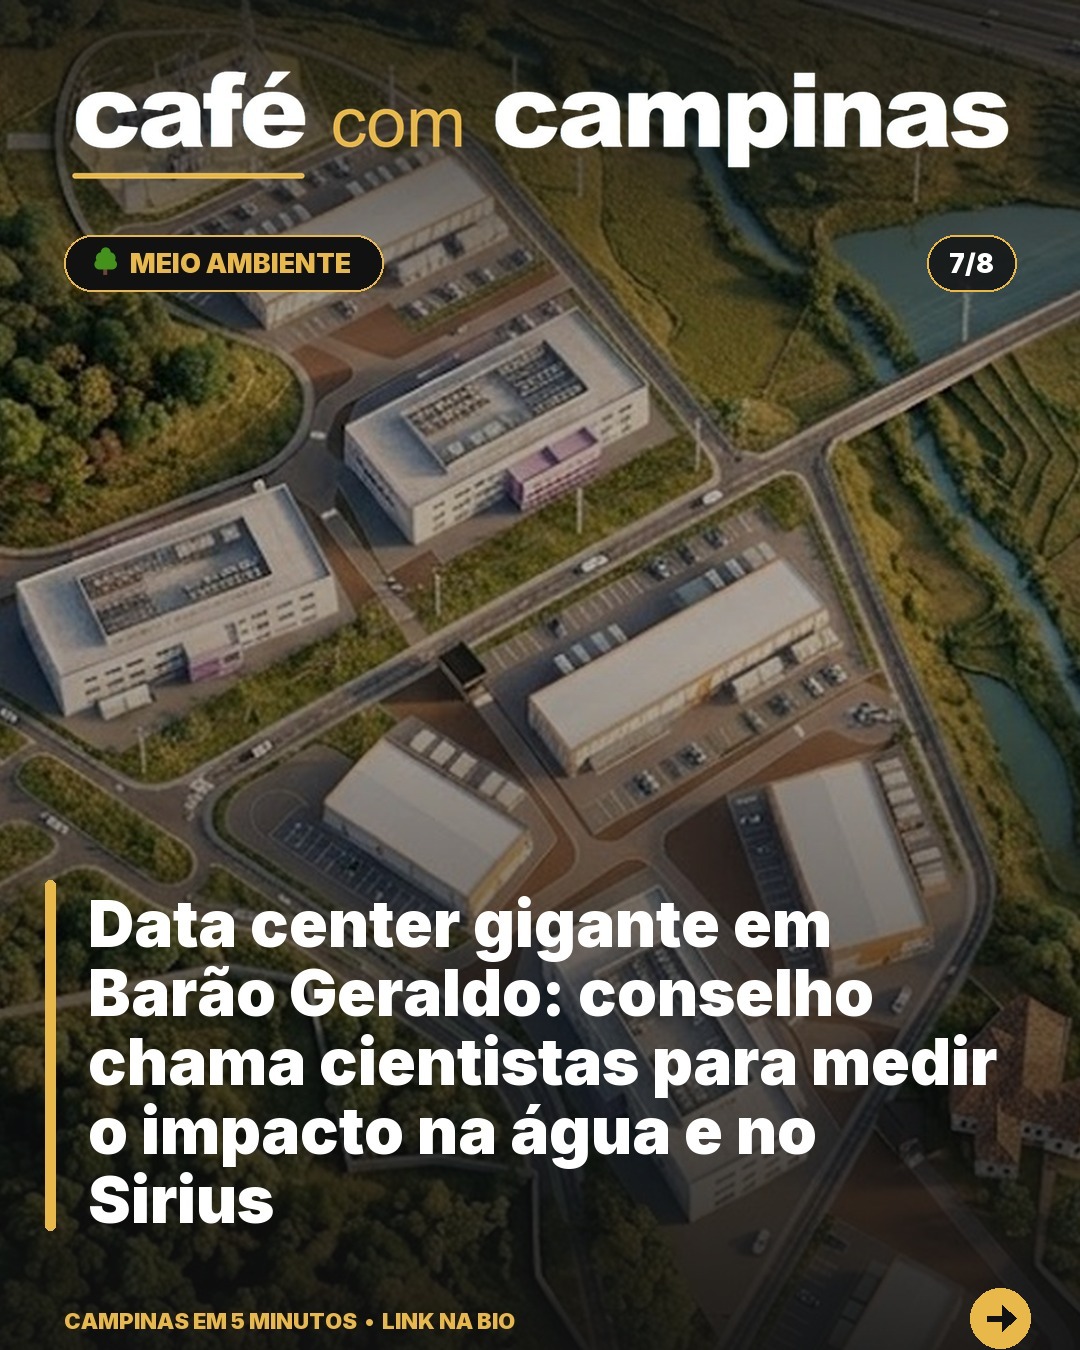 café com campinas
MEIO AMBIENTE
7/8
Data center gigante em
Barão Geraldo: conselho
chama cientistas para medir
o impacto na água e no
Sirius
CAMPINAS EM 5 MINUTOS • LINK NA BIO